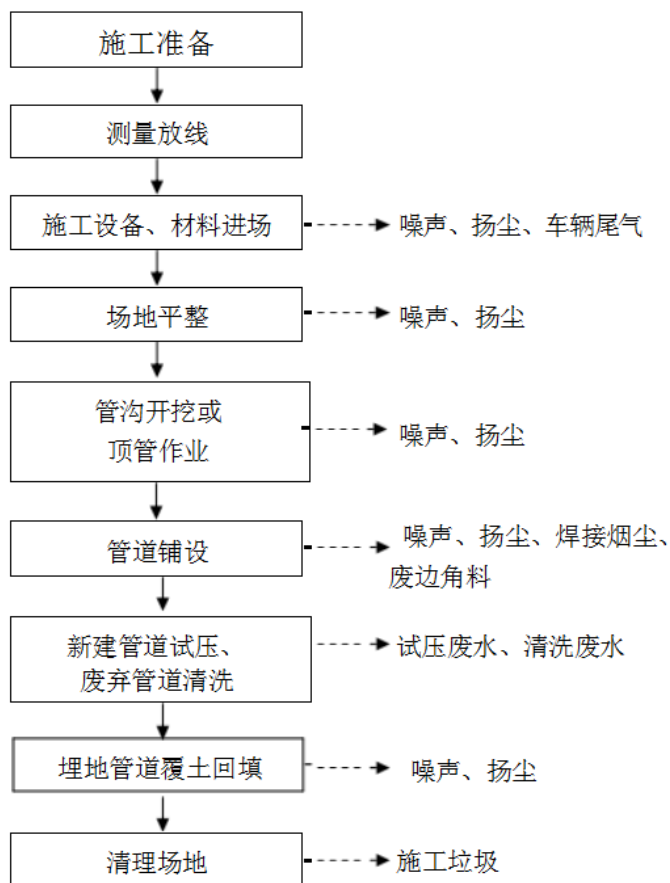 施工准备
测量放线
施工设备、材料进场
噪声、扬尘、车辆尾气
场地平整
噪声、扬尘
管沟开挖或
顶管作业
噪声、扬尘
管道铺设
噪声、扬尘、焊接烟尘、
废边角料
新建管道试压、
废弃管道清洗
试压废水、清洗废水
埋地管道覆土回填
噪声、扬尘
清理场地
施工垃圾